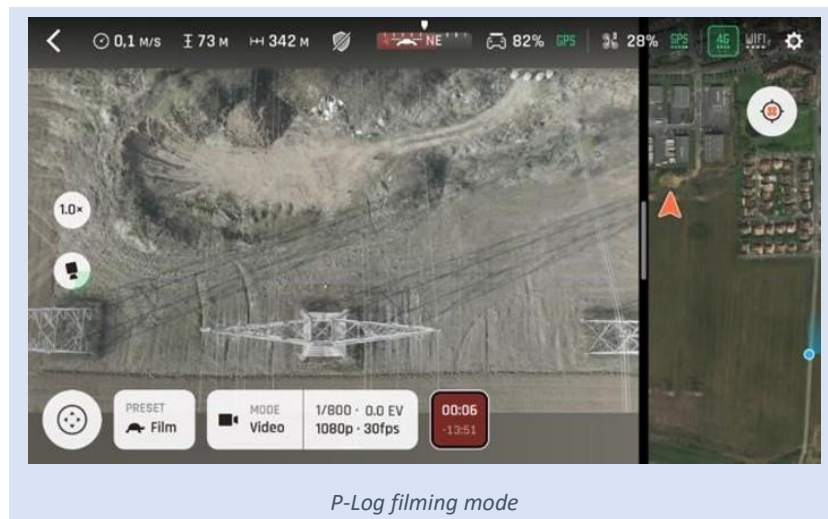 0,1 M/S 73 M 342 M NE 82% GPS 28% GPS 4G WIFI
1.0×
PRESET
Film
MODE
Video
1/800 · 0.0 EV
1080p · 30fps
00:06
-13:51
P-Log filming mode